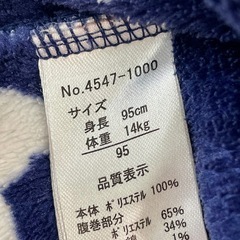 No.4547-1000
サイズ
身長 95cm
体重 14kg
95
品質表示
本体 ポリエステル 100%
腹巻部分 ポリエステル 65%
34%
綿 1%